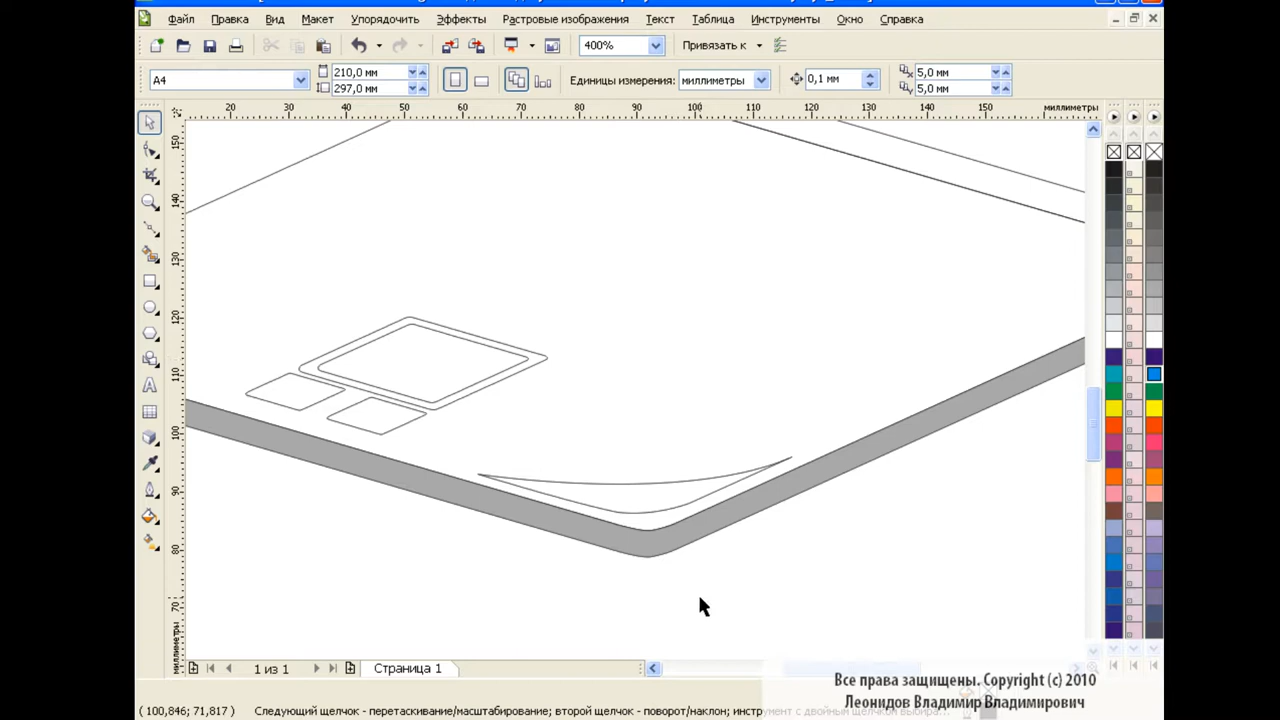 Файл Правка Вид Макет Упорядочить Эффекты Растровые изображения Текст Таблица Инструменты Окно Справка
400% Привязать к
A4 210,0 мм 297,0 мм Единицы измерения: миллиметры 0,1 мм 5,0 мм 5,0 мм
20 30 40 50 60 70 80 90 100 110 120 130 140 150 миллиметры
150
140
130
120
110
100
90
80
70
миллиметры
1 из 1 Страница 1
Все права защищены. Copyright (c) 2010
Леонидов Владимир Владимирович
( 100,846; 71,817 ) Следующий щелчок - перетаскивание/масштабирование; второй щелчок - поворот/наклон; инструмент с двойным щелчком